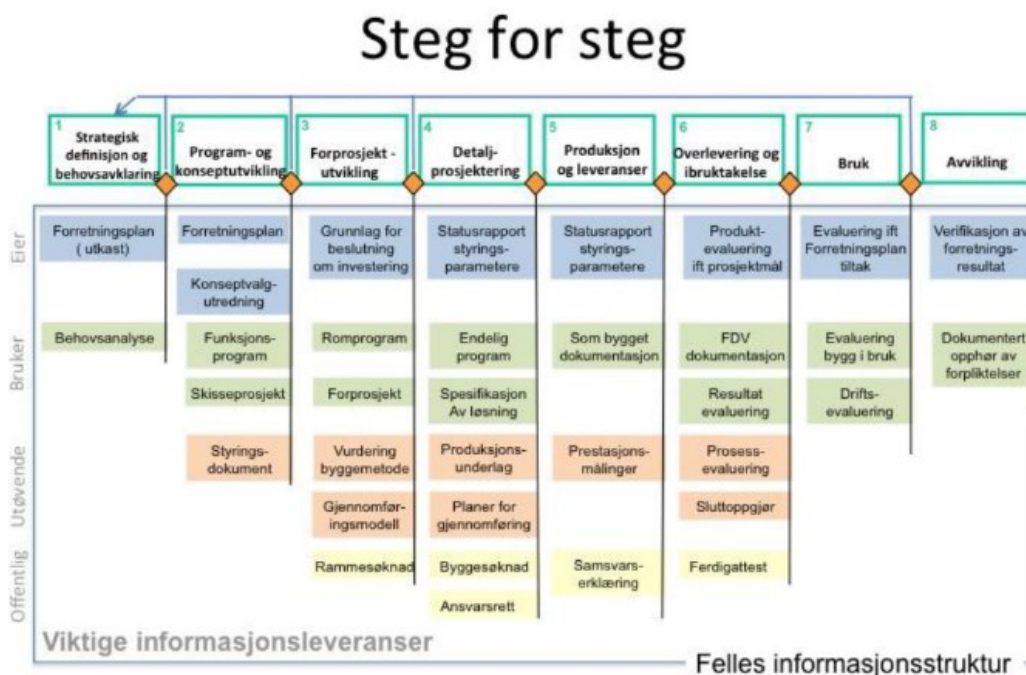 Steg for steg
1
Strategisk
definisjon og
behovsavklaring
2
Program- og
konseptutvikling
3
Forprosjekt -
utvikling
4
Detalj-
prosjektering
5
Produksjon
og leveranser
6
Overlevering og
ibruktakelse
7
Bruk
8
Avvikling
Eier
Forretningsplan
( utkast)
Forretningsplan
Konseptvalg-
utredning
Grunnlag for
beslutning
om investering
Statusrapport
styrings-
parametere
Statusrapport
styrings-
parametere
Produkt-
evaluering
ift prosjektmål
Evaluering ift
Forretningsplan
tiltak
Verifikasjon av
forretnings-
resultat
Bruker
Behovsanalyse
Funksjons-
program
Skisseprosjekt
Romprogram
Forprosjekt
Endelig
program
Spesifikasjon
Av løsning
Som bygget
dokumentasjon
FDV
dokumentasjon
Resultat
evaluering
Evaluering
bygg i bruk
Drifts-
evaluering
Dokumentert
opphør av
forpliktelser
Utøvende
Styrings-
dokument
Vurdering
byggemetode
Gjennomfør-
ingsmodell
Produksjons-
underlag
Planer for
gjennomføring
Prestasjons-
målinger
Prosess-
evaluering
Sluttoppgjør
Offentlig
Rammesøknad
Byggesøknad
Ansvarsrett
Samsvars-
erklæring
Ferdigattest
Viktige informasjonsleveranser
Felles informasjonsstruktur